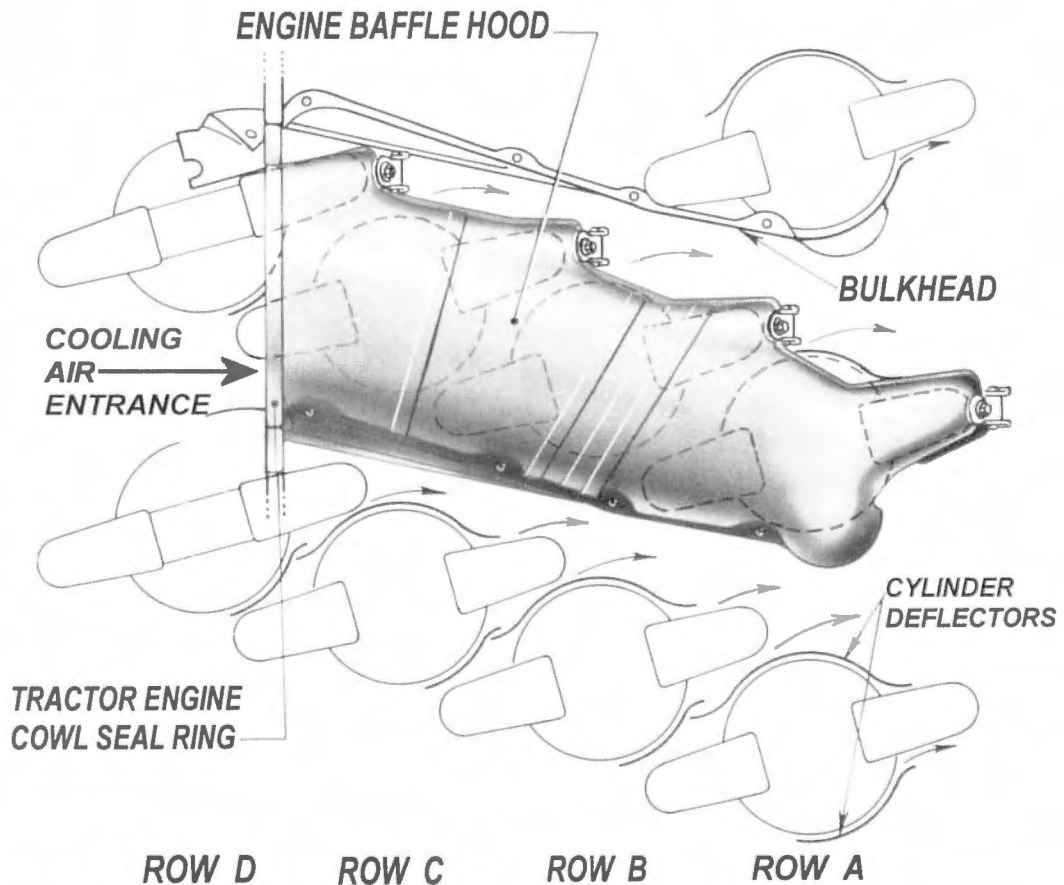 ENGINE BAFFLE HOOD
BULKHEAD
COOLING
AIR
ENTRANCE
CYLINDER
DEFLECTORS
TRACTOR ENGINE
COWL SEAL RING
ROW D ROW C ROW B ROW A